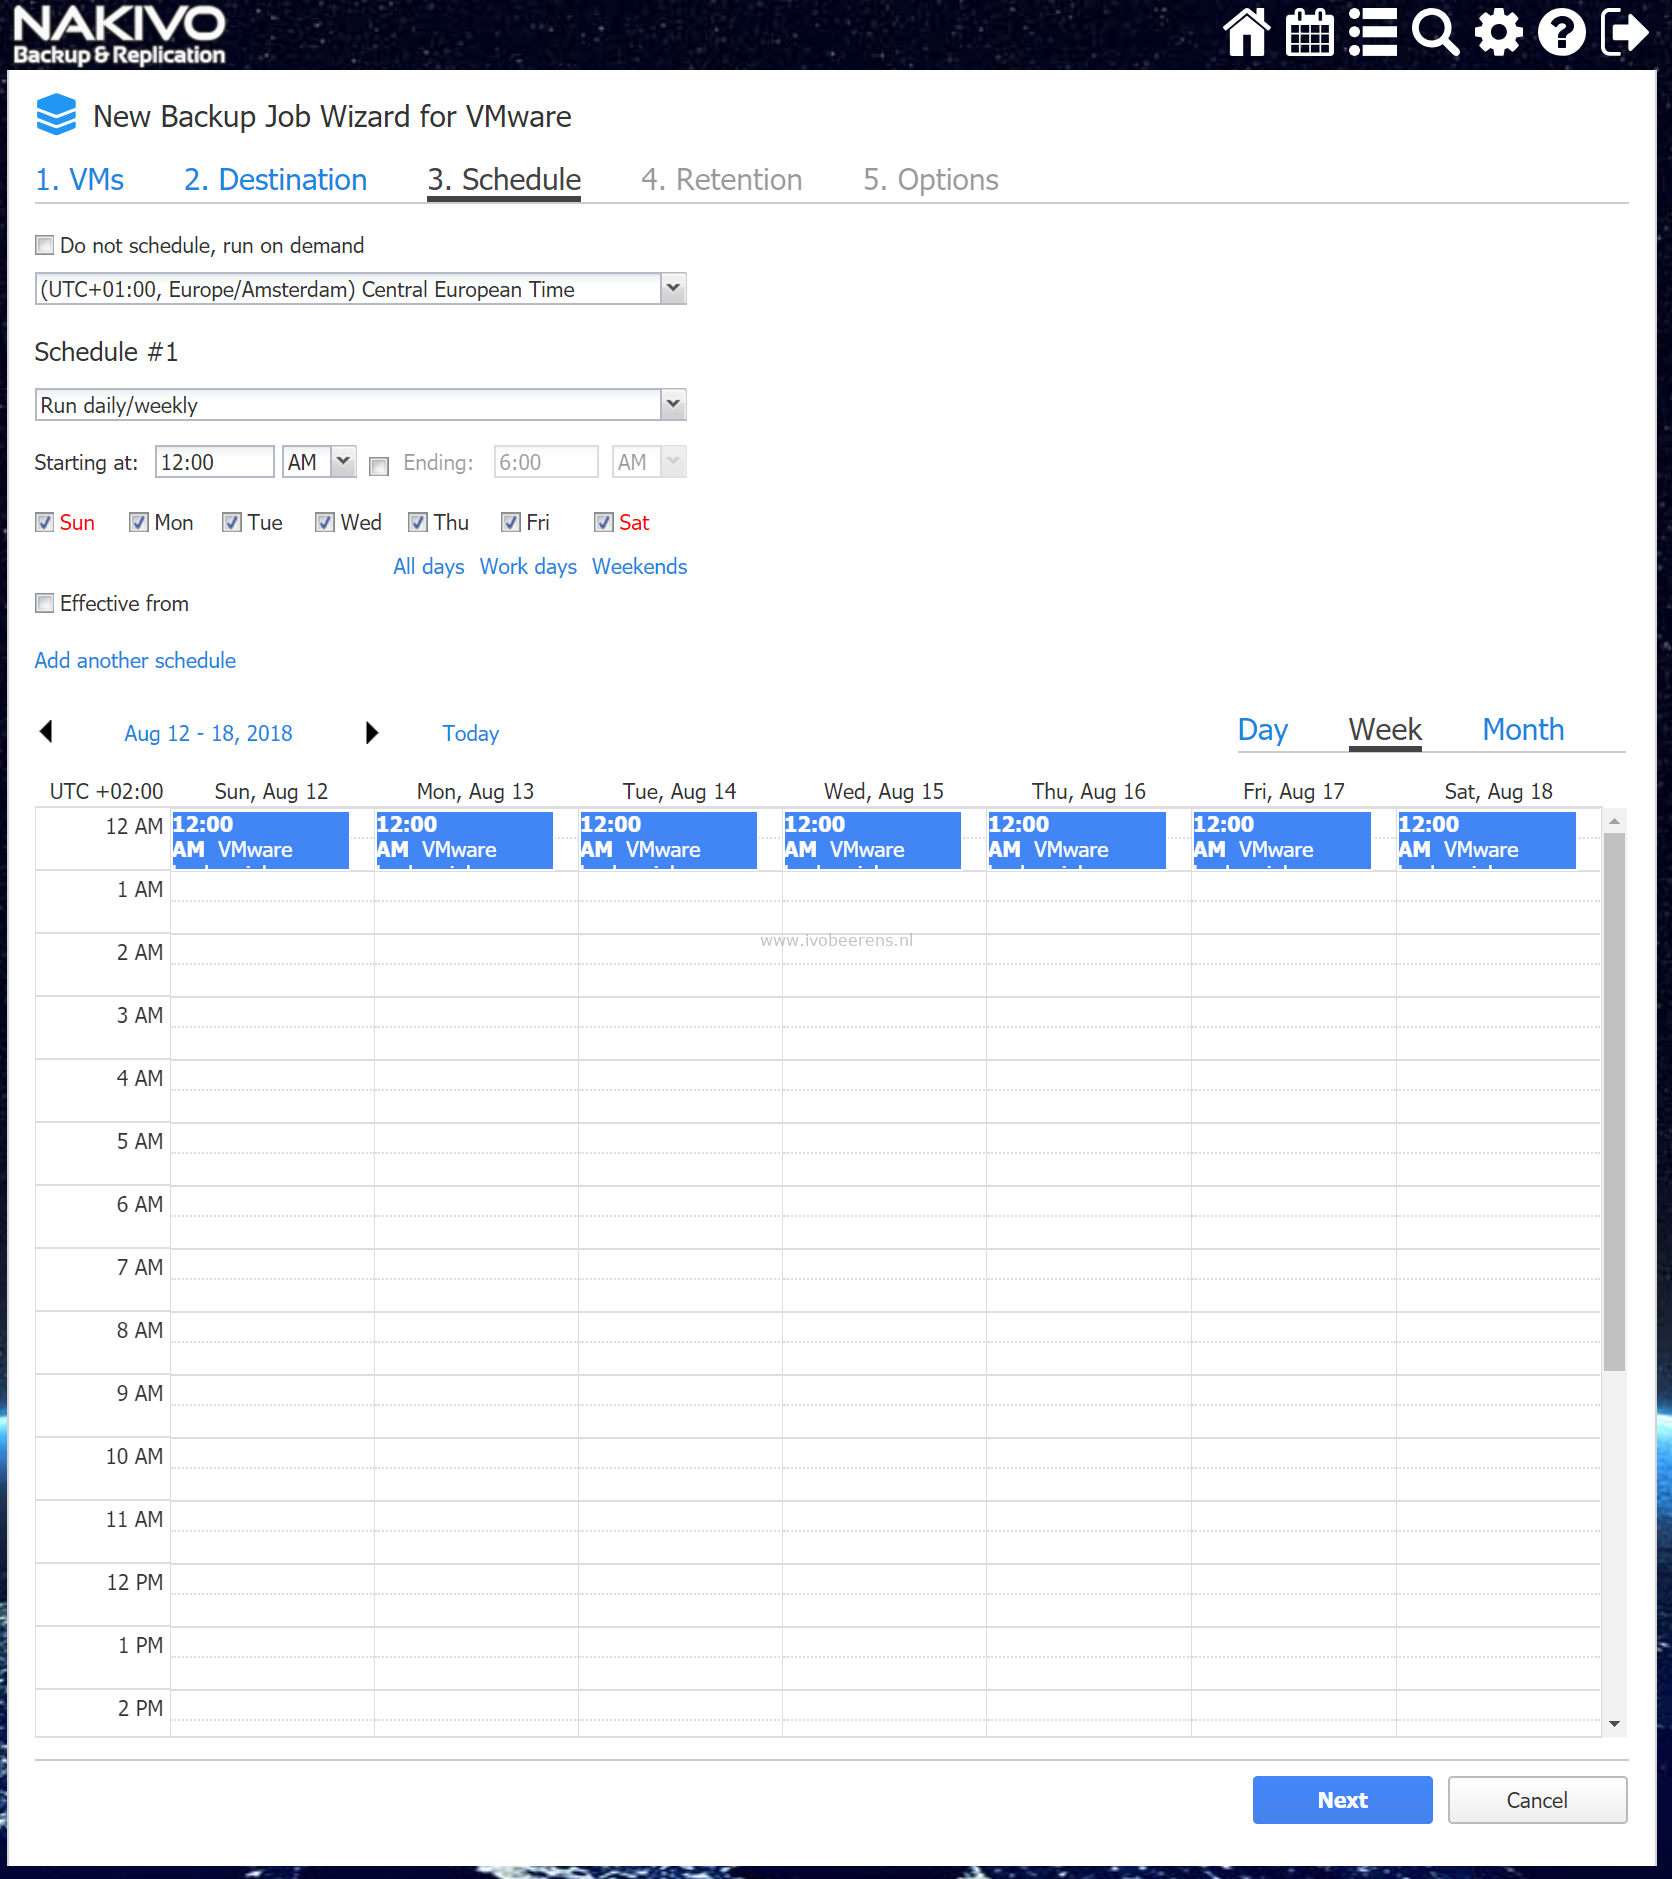 NAKIVO
Backup & Replication
New Backup Job Wizard for VMware
1. VMs 2. Destination 3. Schedule 4. Retention 5. Options
Do not schedule, run on demand
(UTC+01:00, Europe/Amsterdam) Central European Time
Schedule #1
Run daily/weekly
Starting at: 12:00 AM Ending: 6:00 AM
Sun Mon Tue Wed Thu Fri Sat
All days Work days Weekends
Effective from
Add another schedule
Aug 12 - 18, 2018 Today Day Week Month
UTC +02:00 Sun, Aug 12 Mon, Aug 13 Tue, Aug 14 Wed, Aug 15 Thu, Aug 16 Fri, Aug 17 Sat, Aug 18
12 AM 12:00 12:00 12:00 12:00 12:00 12:00 12:00
AM VMware AM VMware AM VMware AM VMware AM VMware AM VMware AM VMware
1 AM
www.ivobeerens.nl
2 AM
3 AM
4 AM
5 AM
6 AM
7 AM
8 AM
9 AM
10 AM
11 AM
12 PM
1 PM
2 PM
Next Cancel